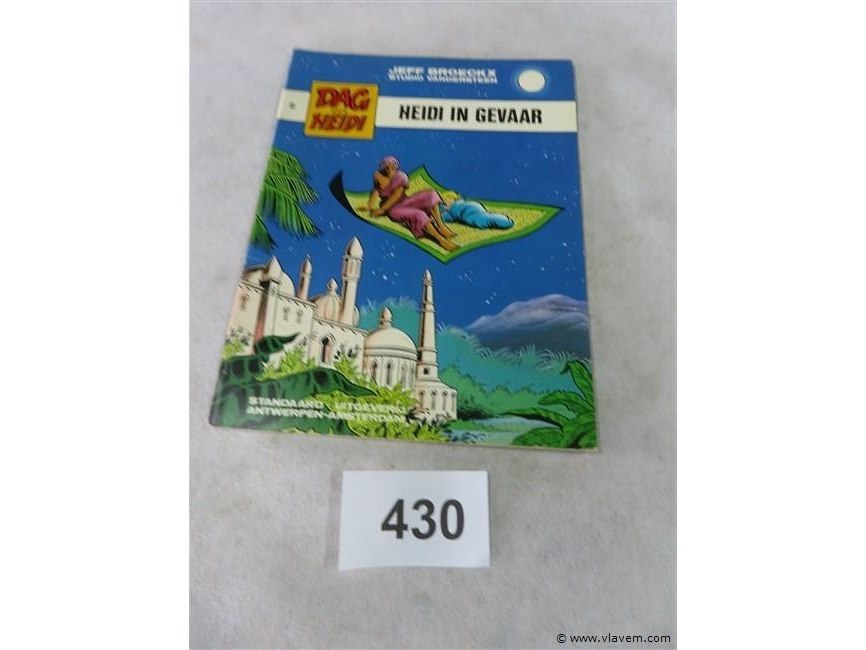 JEFF BROECKX
STUDIO VANDERSTEEN
DAG
HEIDI
HEIDI IN GEVAAR
STANDAARD UITGEVERIJ
ANTWERPEN-AMSTERDAM
430
© www.vlavem.com